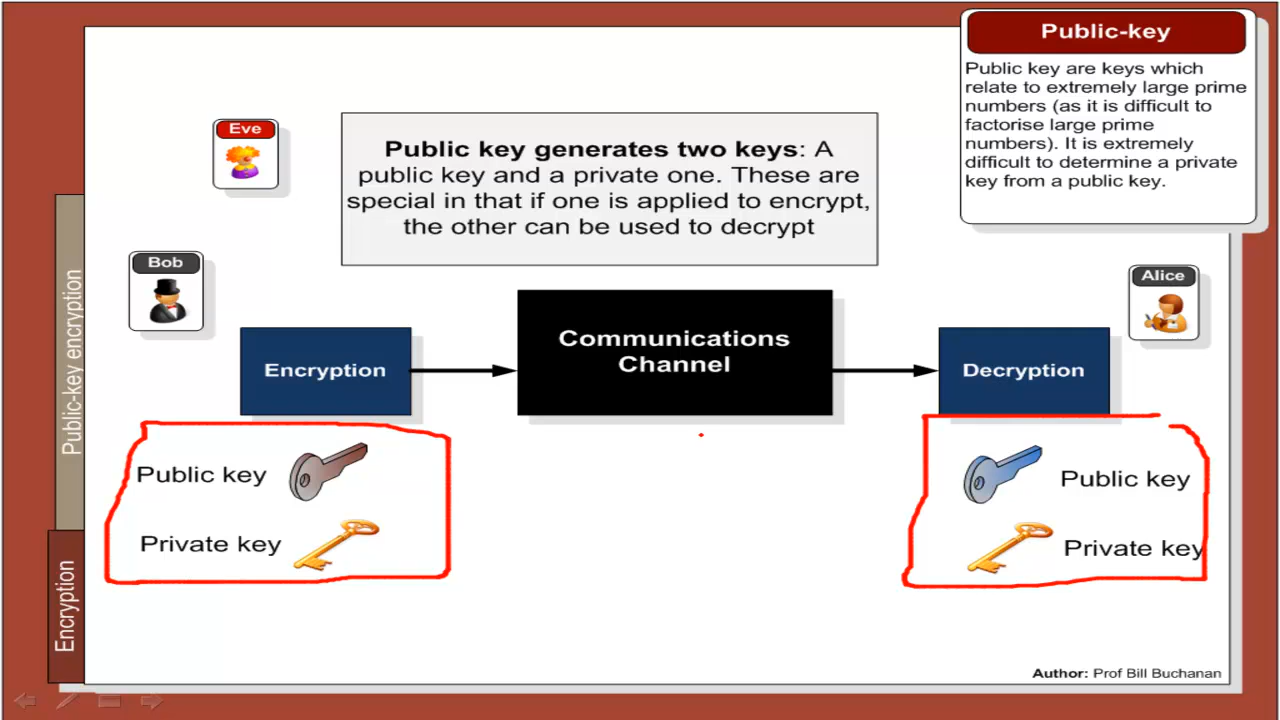 Public-key
Public key are keys which
relate to extremely large prime
numbers (as it is difficult to
factorise large prime
numbers). It is extremely
difficult to determine a private
key from a public key.
Eve
Public key generates two keys: A
public key and a private one. These are
special in that if one is applied to encrypt,
the other can be used to decrypt
Bob
Alice
Encryption
Communications
Channel
Decryption
Public key
Private key
Public key
Private key
Public-key encryption
Encryption
Author: Prof Bill Buchanan